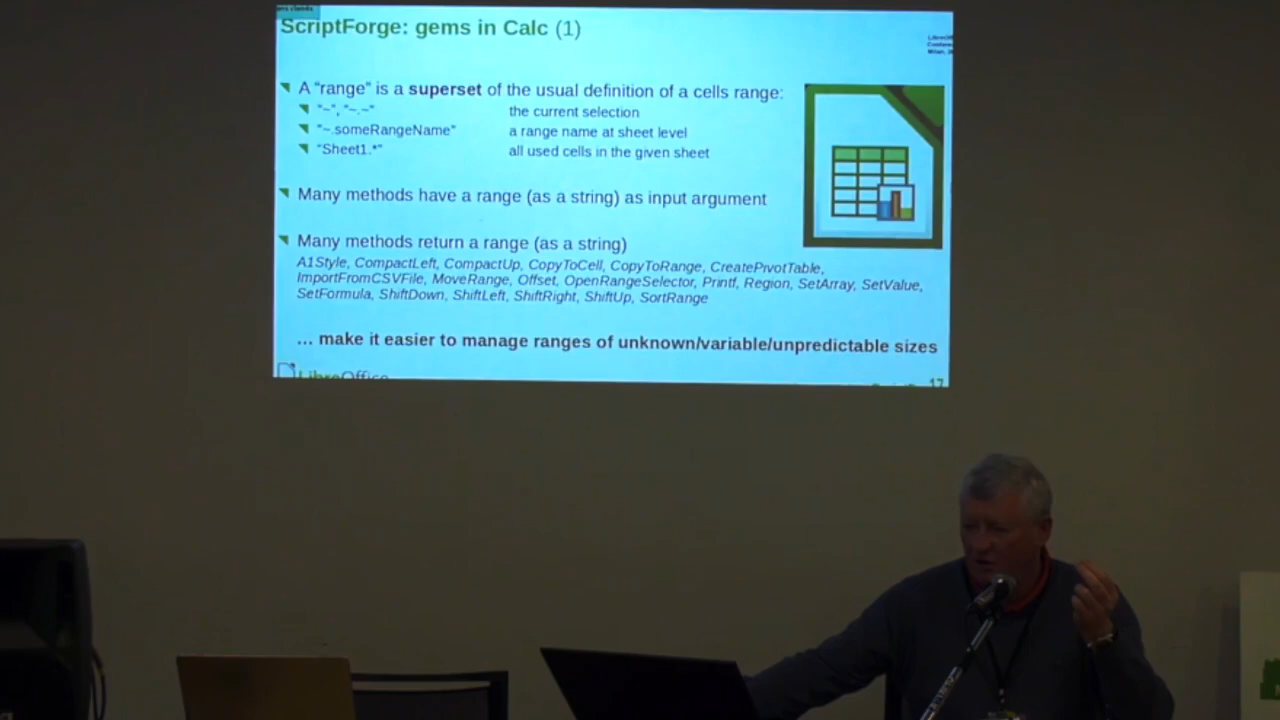 ScriptForge: gems in Calc (1)
A "range" is a superset of the usual definition of a cells range:
"~", "~.~" the current selection
"~.someRangeName" a range name at sheet level
"Sheet1.*" all used cells in the given sheet
Many methods have a range (as a string) as input argument
Many methods return a range (as a string)
A1Style, CompactLeft, CompactUp, CopyToCell, CopyToRange, CreatePivotTable,
ImportFromCSVFile, MoveRange, Offset, OpenRangeSelector, Printf, Region, SetArray, SetValue,
SetFormula, ShiftDown, ShiftLeft, ShiftRight, ShiftUp, SortRange
... make it easier to manage ranges of unknown/variable/unpredictable sizes
LibreOffice
17